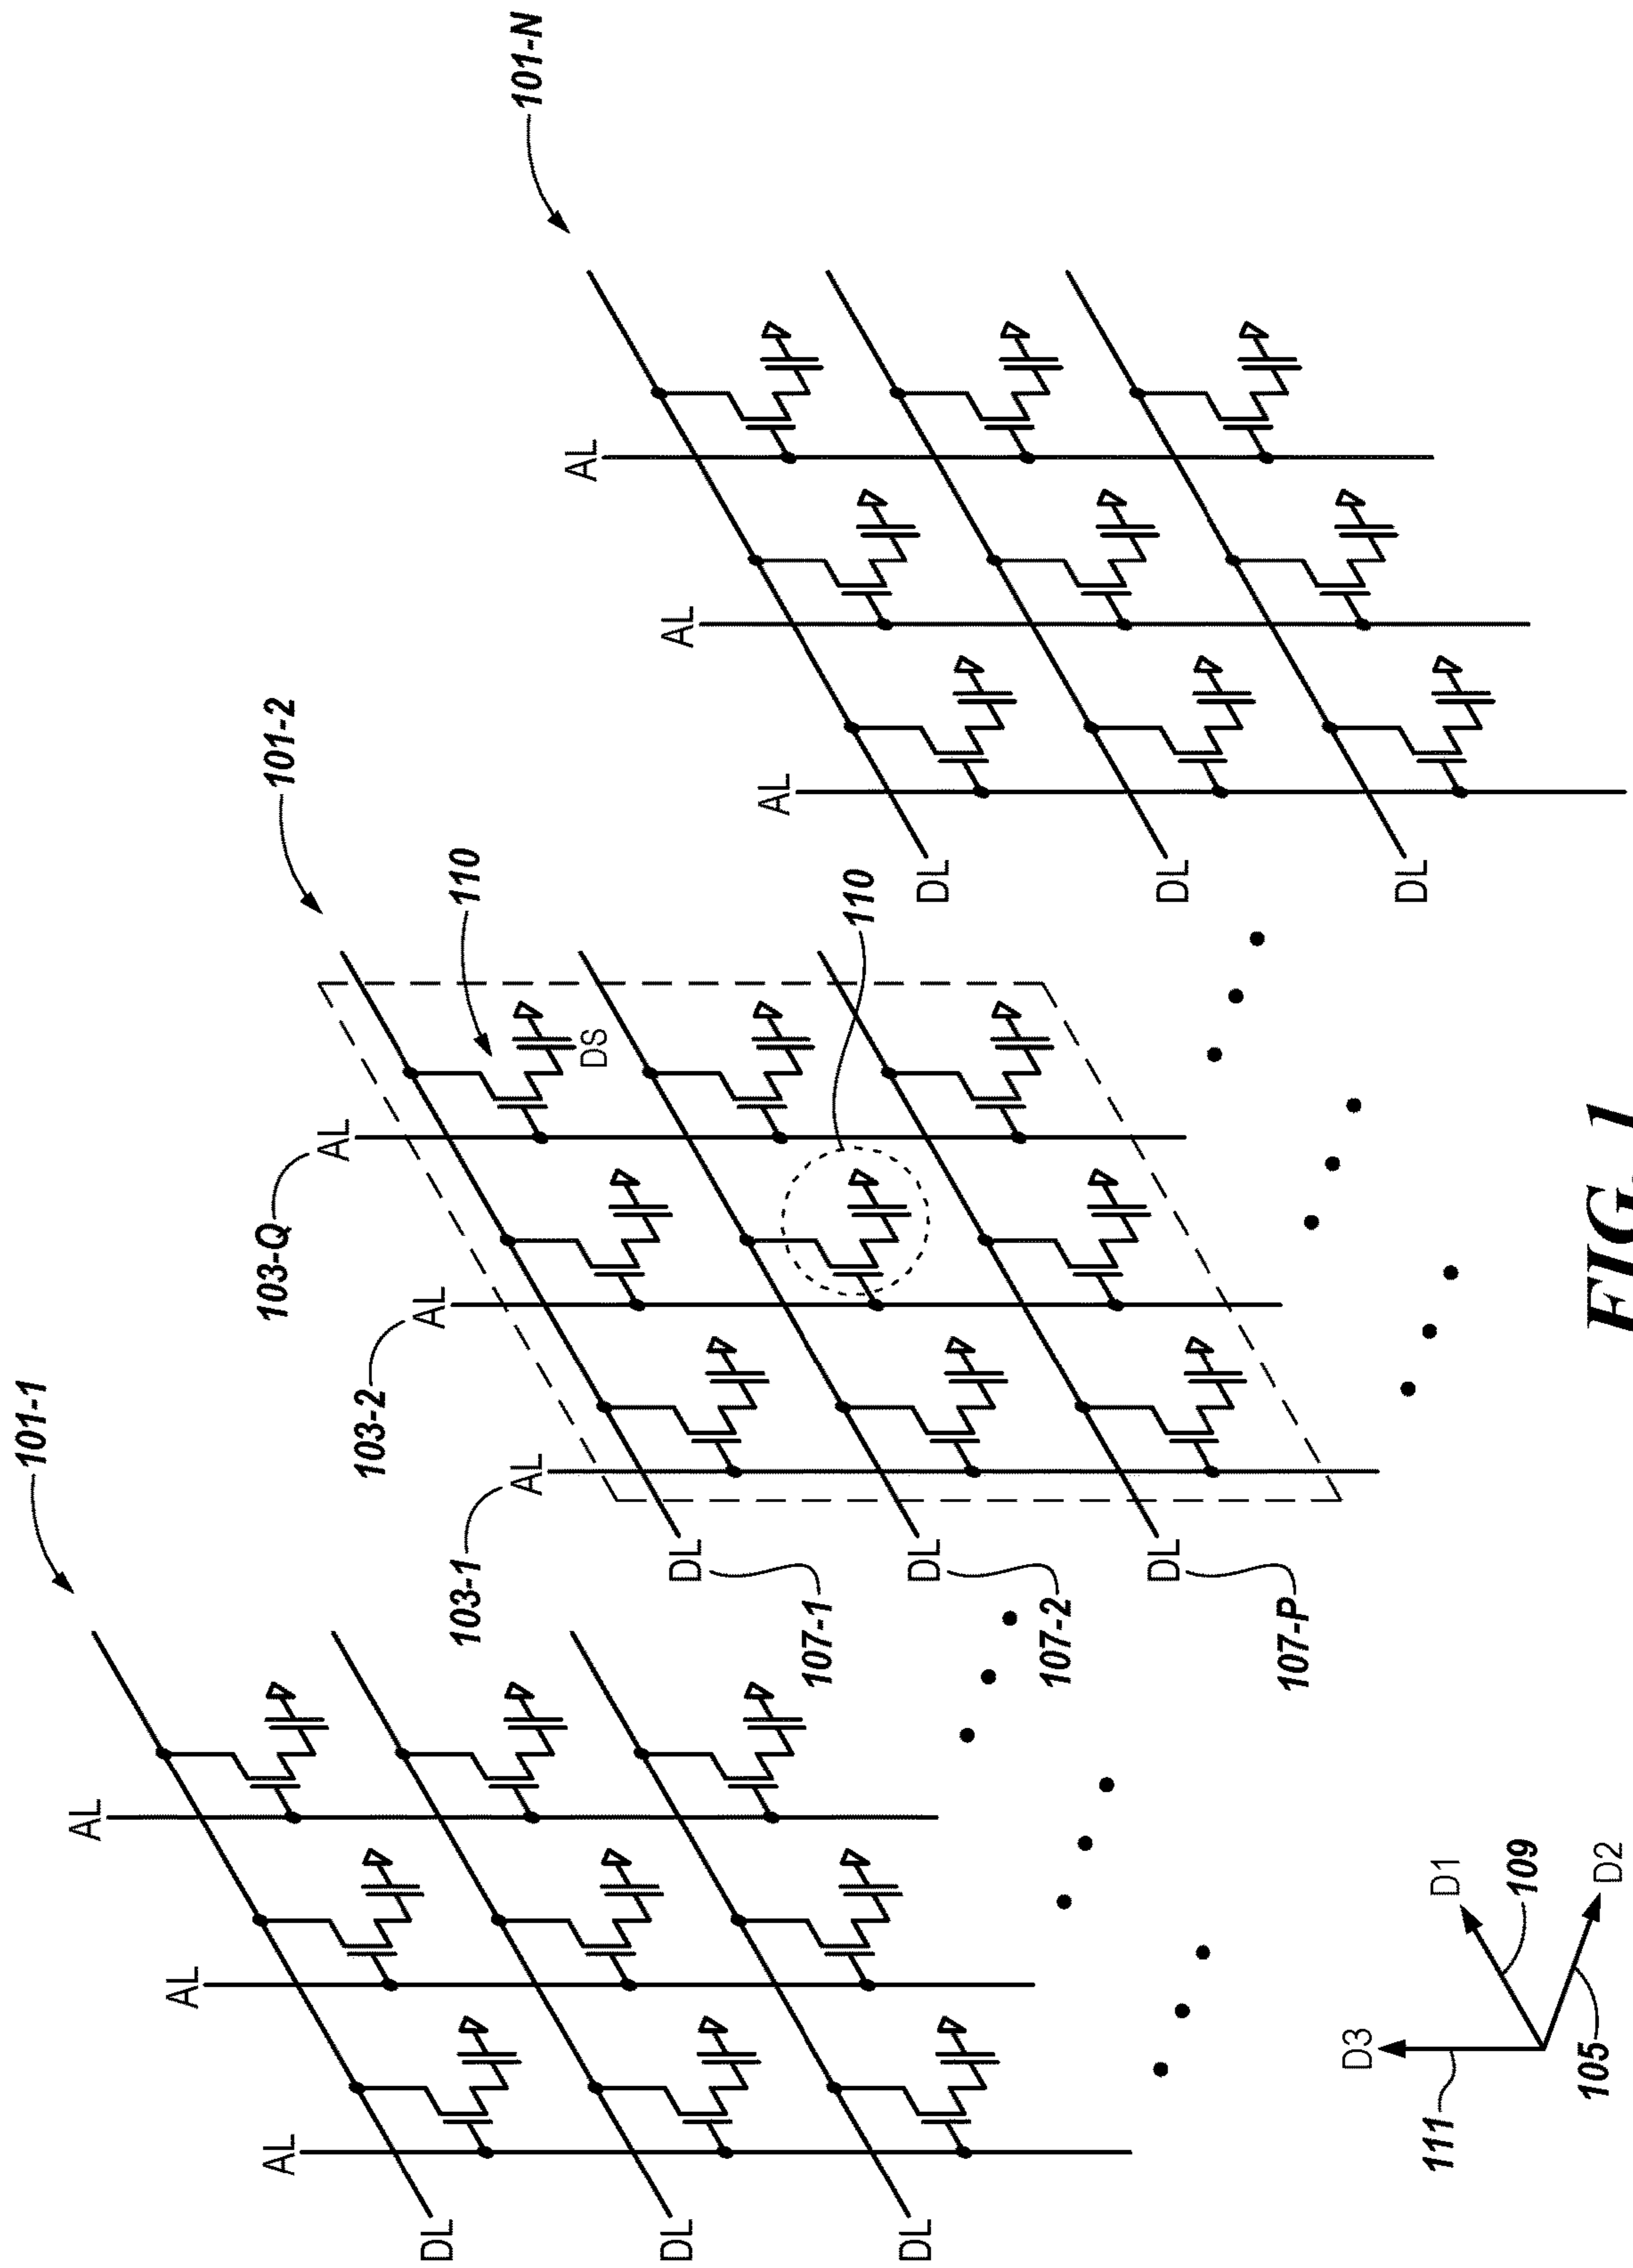 101-1
AL
AL
AL
DL
DL
DL
101-2
103-Q
AL
110
103-2
AL
DS
103-1
AL
110
DL
107-1
DL
107-2
DL
107-P
101-N
AL
AL
AL
DL
DL
DL
D3
111
D1
109
105
D2
FIG. 1